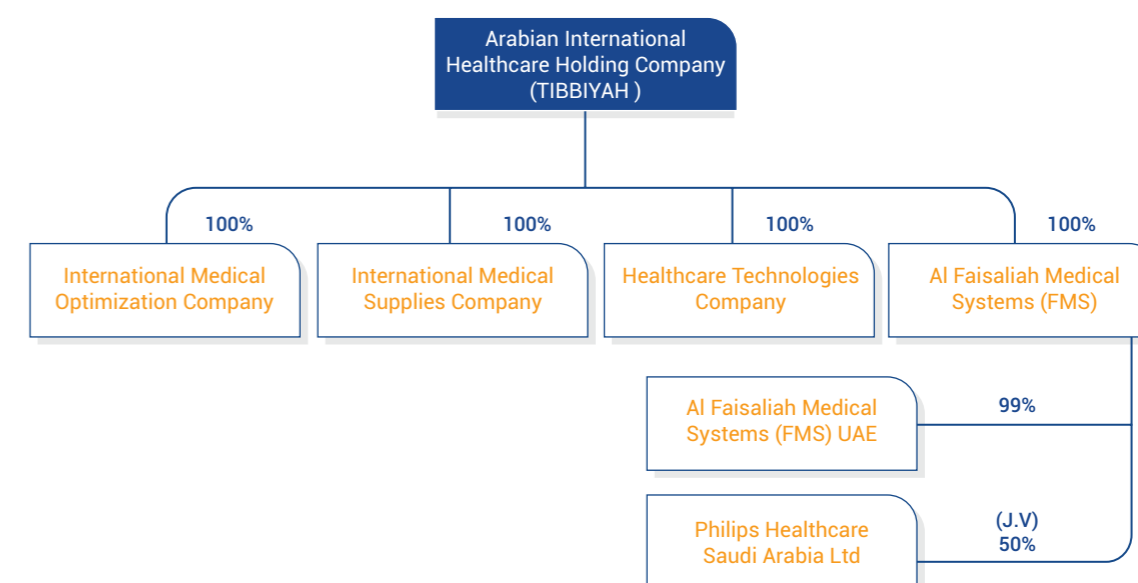 Arabian International
Healthcare Holding Company
(TIBBIYAH )
100%
100%
100%
100%
International Medical
Optimization Company
International Medical
Supplies Company
Healthcare Technologies
Company
Al Faisaliah Medical
Systems (FMS)
Al Faisaliah Medical
Systems (FMS) UAE
99%
Philips Healthcare
Saudi Arabia Ltd
(J.V)
50%